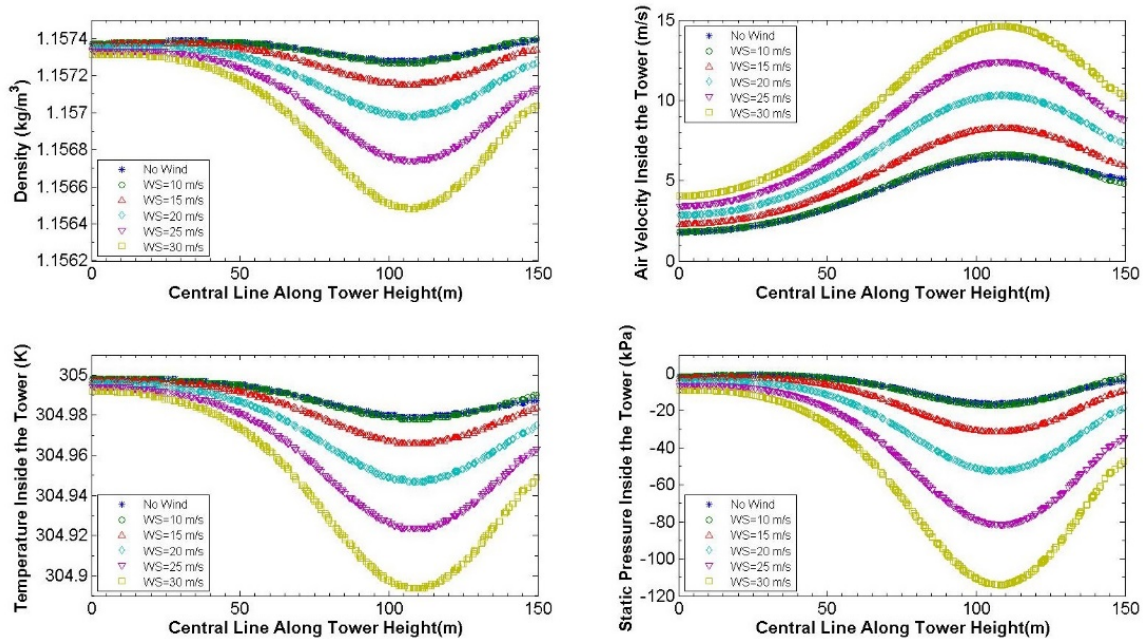 Density (kg/m³)
1.1574
1.1572
1.157
1.1568
1.1566
1.1564
1.1562
No Wind
WS=10 m/s
WS=15 m/s
WS=20 m/s
WS=25 m/s
WS=30 m/s
0 50 100 150
Central Line Along Tower Height(m)
Air Velocity Inside the Tower (m/s)
15
10
5
0
No Wind
WS=10 m/s
WS=15 m/s
WS=20 m/s
WS=25 m/s
WS=30 m/s
0 50 100 150
Central Line Along Tower Height(m)
Temperature Inside the Tower (K)
305
304.98
304.96
304.94
304.92
304.9
No Wind
WS=10 m/s
WS=15 m/s
WS=20 m/s
WS=25 m/s
WS=30 m/s
0 50 100 150
Central Line Along Tower Height(m)
Static Pressure Inside the Tower (kPa)
0
-20
-40
-60
-80
-100
-120
No Wind
WS=10 m/s
WS=15 m/s
WS=20 m/s
WS=25 m/s
WS=30 m/s
0 50 100 150
Central Line Along Tower Height(m)